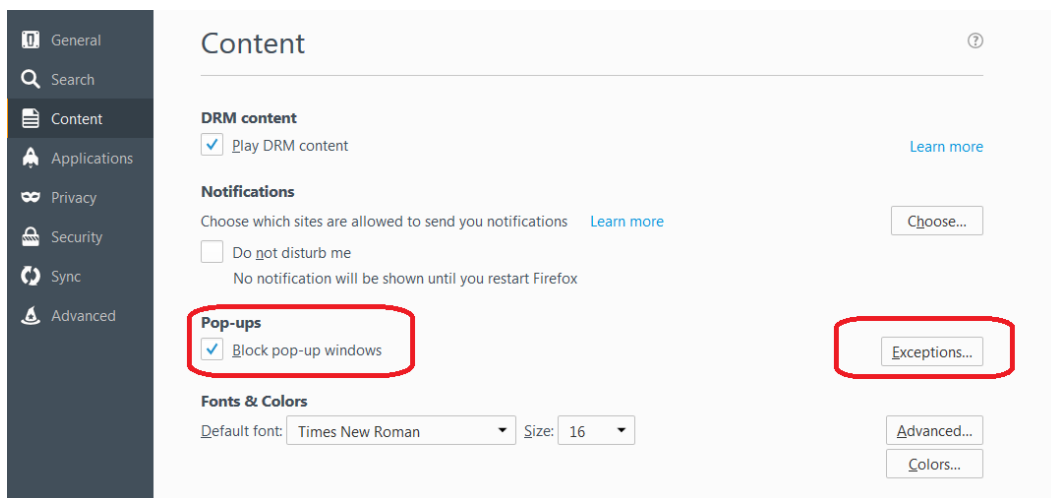 General
Search
Content
Applications
Privacy
Security
Sync
Advanced
Content
?
DRM content
Play DRM content
Learn more
Notifications
Choose which sites are allowed to send you notifications Learn more
Choose...
Do not disturb me
No notification will be shown until you restart Firefox
Pop-ups
Block pop-up windows
Exceptions...
Fonts & Colors
Default font: Times New Roman Size: 16
Advanced...
Colors...